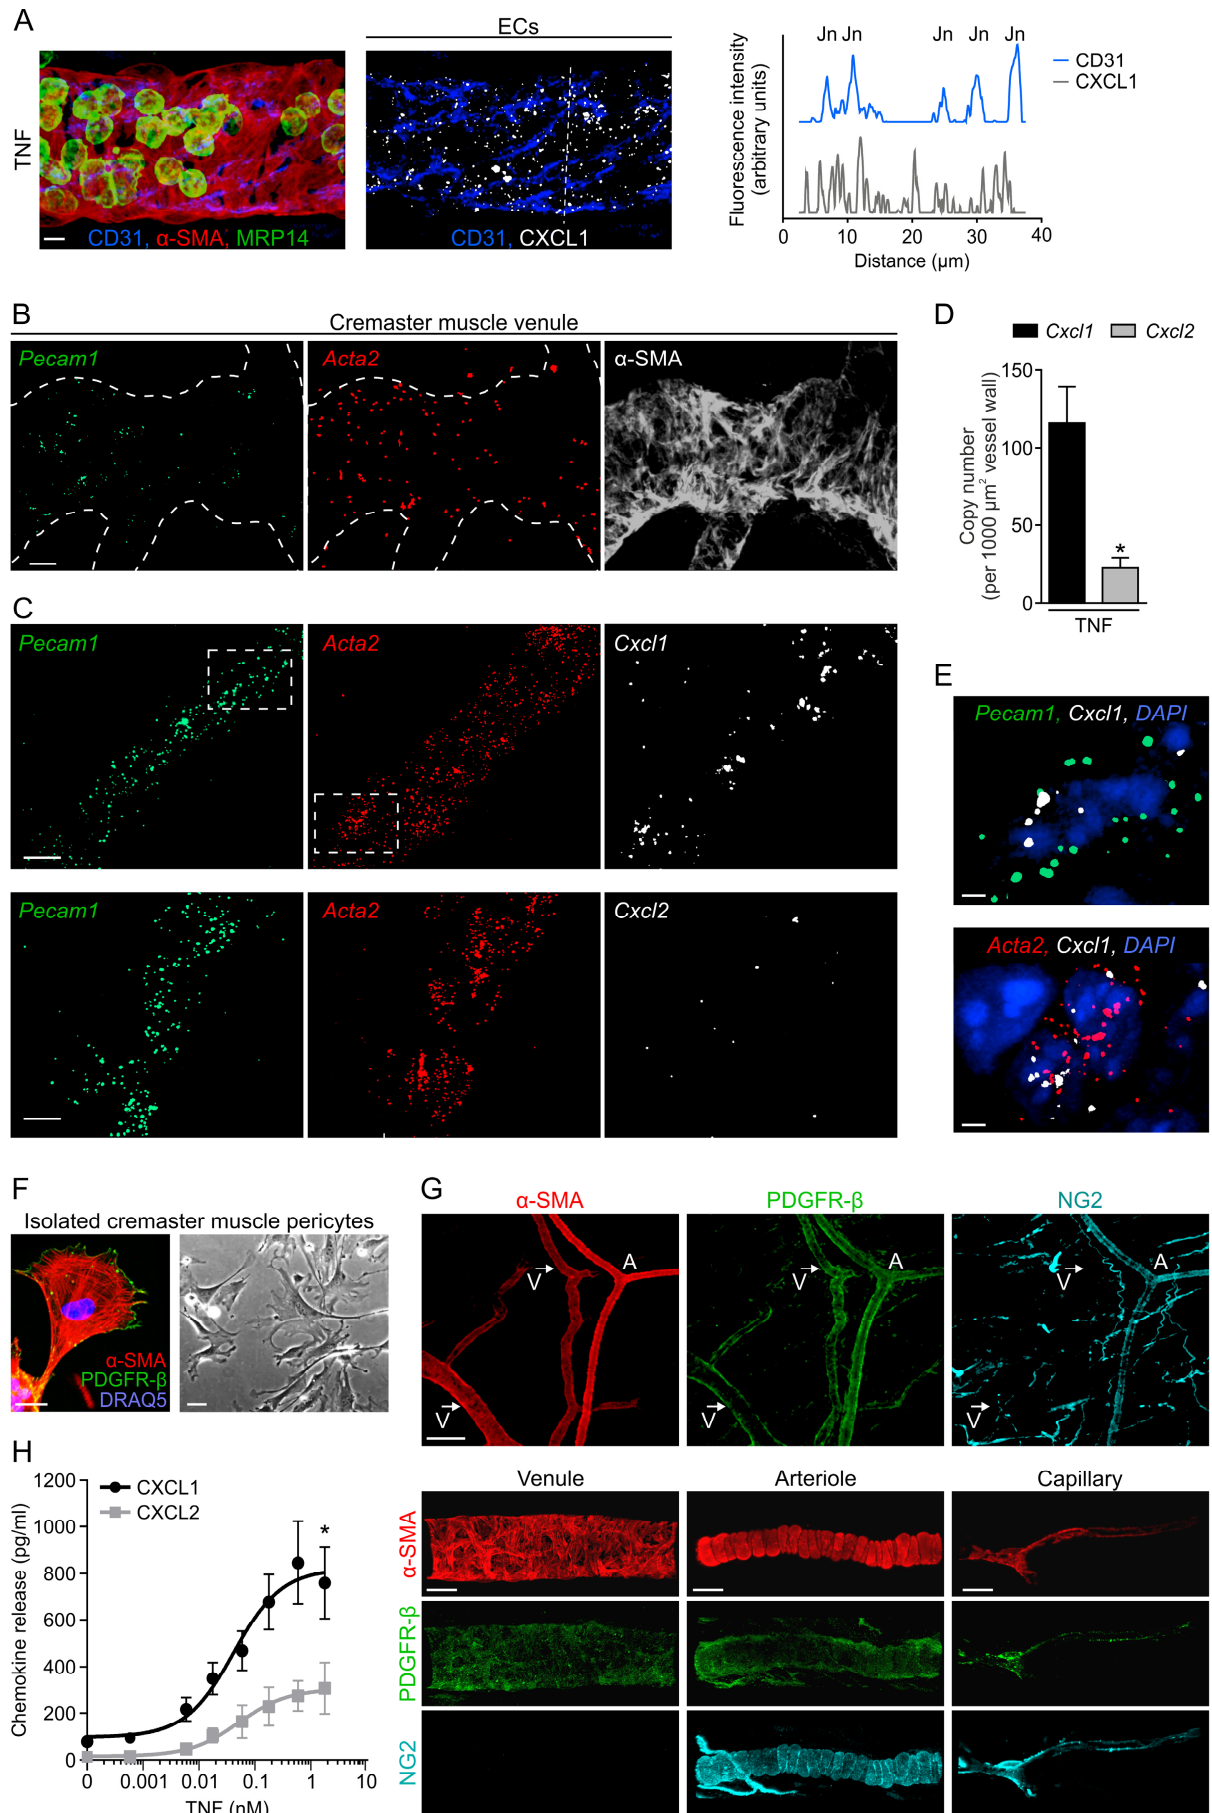 A
ECs
TNF
CD31, α-SMA, MRP14
CD31, CXCL1
Jn Jn Jn Jn Jn
CD31
CXCL1
Fluorescence intensity
(arbitrary units)
0 10 20 30 40
Distance (µm)
B
Cremaster muscle venule
Pecam1
Acta2
α-SMA
C
Pecam1
Acta2
Cxcl1
Pecam1
Acta2
Cxcl2
D
Cxcl1 Cxcl2
Copy number
(per 1000 µm² vessel wall)
150
100
50
0
*
TNF
E
Pecam1, Cxcl1, DAPI
Acta2, Cxcl1, DAPI
F
Isolated cremaster muscle pericytes
α-SMA
PDGFR-β
DRAQ5
G
α-SMA
PDGFR-β
NG2
V A
V
V A
V
V A
V
Venule
Arteriole
Capillary
α-SMA
PDGFR-β
NG2
H
CXCL1
CXCL2
Chemokine release (pg/ml)
1200
1000
800
600
400
200
0
*
0 0.001 0.01 0.1 1 10
TNF (nM)